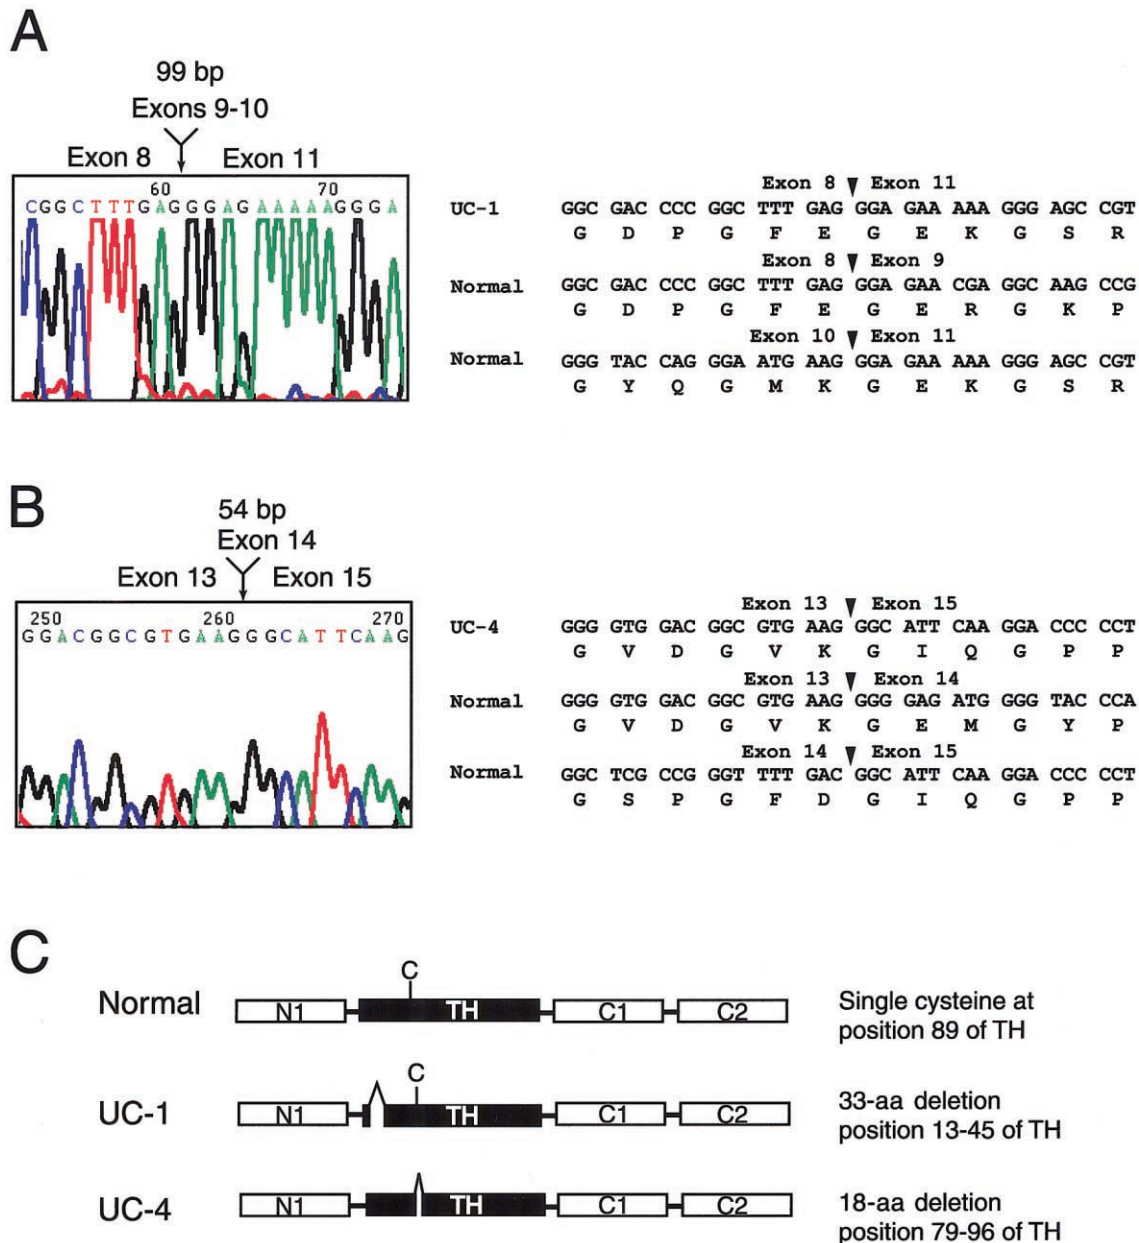 A
99 bp
Exons 9-10
Exon 8 Exon 11
60 70
CGGCTTTGAGGGAGAAAAAGGGA
Exon 8 Exon 11
UC-1 GGC GAC CCC GGC TTT GAG GGA GAA AAA GGG AGC CGT
G D P G F E G E K G S R
Exon 8 Exon 9
Normal GGC GAC CCC GGC TTT GAG GGA GAA CGA GGC AAG CCG
G D P G F E G E R G K P
Exon 10 Exon 11
Normal GGG TAC CAG GGA ATG AAG GGA GAA AAA GGG AGC CGT
G Y Q G M K G E K G S R
B
54 bp
Exon 14
Exon 13 Exon 15
250 260 270
GGACGGCGTGAAGGGCATTCAAG
Exon 13 Exon 15
UC-4 GGG GTG GAC GGC GTG AAG GGC ATT CAA GGA CCC CCT
G V D G V K G I Q G P P
Exon 13 Exon 14
Normal GGG GTG GAC GGC GTG AAG GGG GAG ATG GGG TAC CCA
G V D G V K G E M G Y P
Exon 14 Exon 15
Normal GGC TCG CCG GGT TTT GAC GGC ATT CAA GGA CCC CCT
G S P G F D G I Q G P P
C
C
Normal N1 TH C1 C2 Single cysteine at
position 89 of TH
C
UC-1 N1 TH C1 C2 33-aa deletion
position 13-45 of TH
UC-4 N1 TH C1 C2 18-aa deletion
position 79-96 of TH